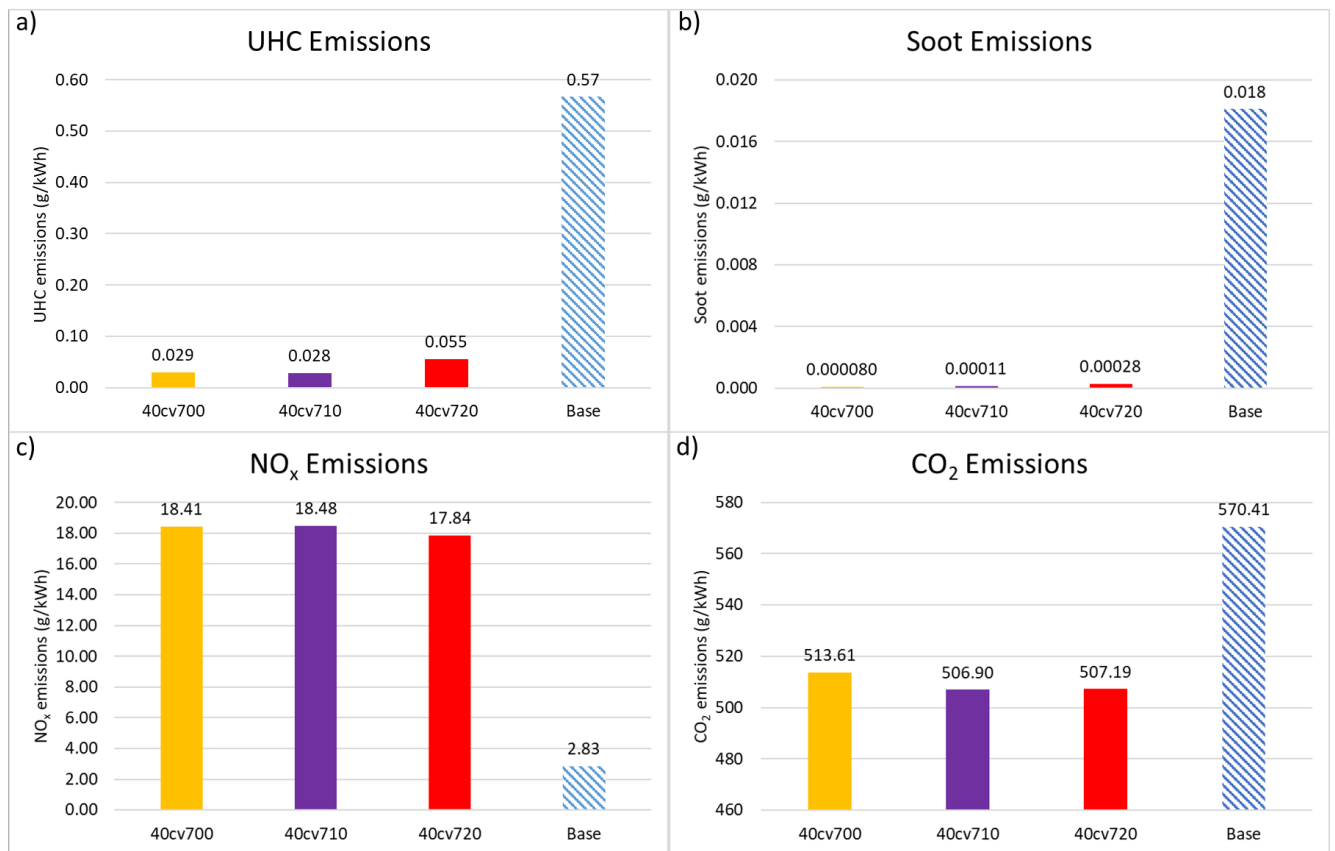 a)
UHC Emissions
UHC emissions (g/kWh)
0.60
0.50
0.40
0.30
0.20
0.10
0.00
0.029
0.028
0.055
0.57
40cv700
40cv710
40cv720
Base
b)
Soot Emissions
Soot emissions (g/kWh)
0.020
0.016
0.012
0.008
0.004
0.000
0.000080
0.00011
0.00028
0.018
40cv700
40cv710
40cv720
Base
c)
NOₓ Emissions
NOₓ emissions (g/kWh)
20.00
18.00
16.00
14.00
12.00
10.00
8.00
6.00
4.00
2.00
0.00
18.41
18.48
17.84
2.83
40cv700
40cv710
40cv720
Base
d)
CO₂ Emissions
CO₂ emissions (g/kWh)
580
560
540
520
500
480
460
513.61
506.90
507.19
570.41
40cv700
40cv710
40cv720
Base